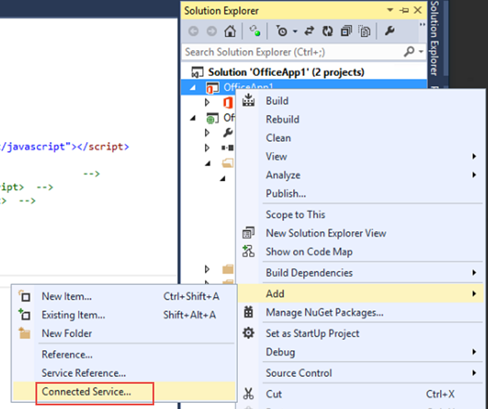 Solution Explorer
Search Solution Explorer (Ctrl+;)
Solution 'OfficeApp1' (2 projects)
OfficeApp1
Build
Rebuild
Clean
View
Analyze
Publish...
Scope to This
New Solution Explorer View
Show on Code Map
Build Dependencies
Add
Manage NuGet Packages...
Set as StartUp Project
Debug
Source Control
Cut Ctrl+X
New Item... Ctrl+Shift+A
Existing Item... Shift+Alt+A
New Folder
Reference...
Service Reference...
Connected Service...
/javascript"></script>
-->
ript> -->
> -->
Solution Explorer